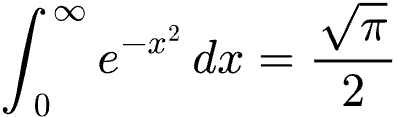 ∫₀^∞ e^{-x²} dx = √π / 2